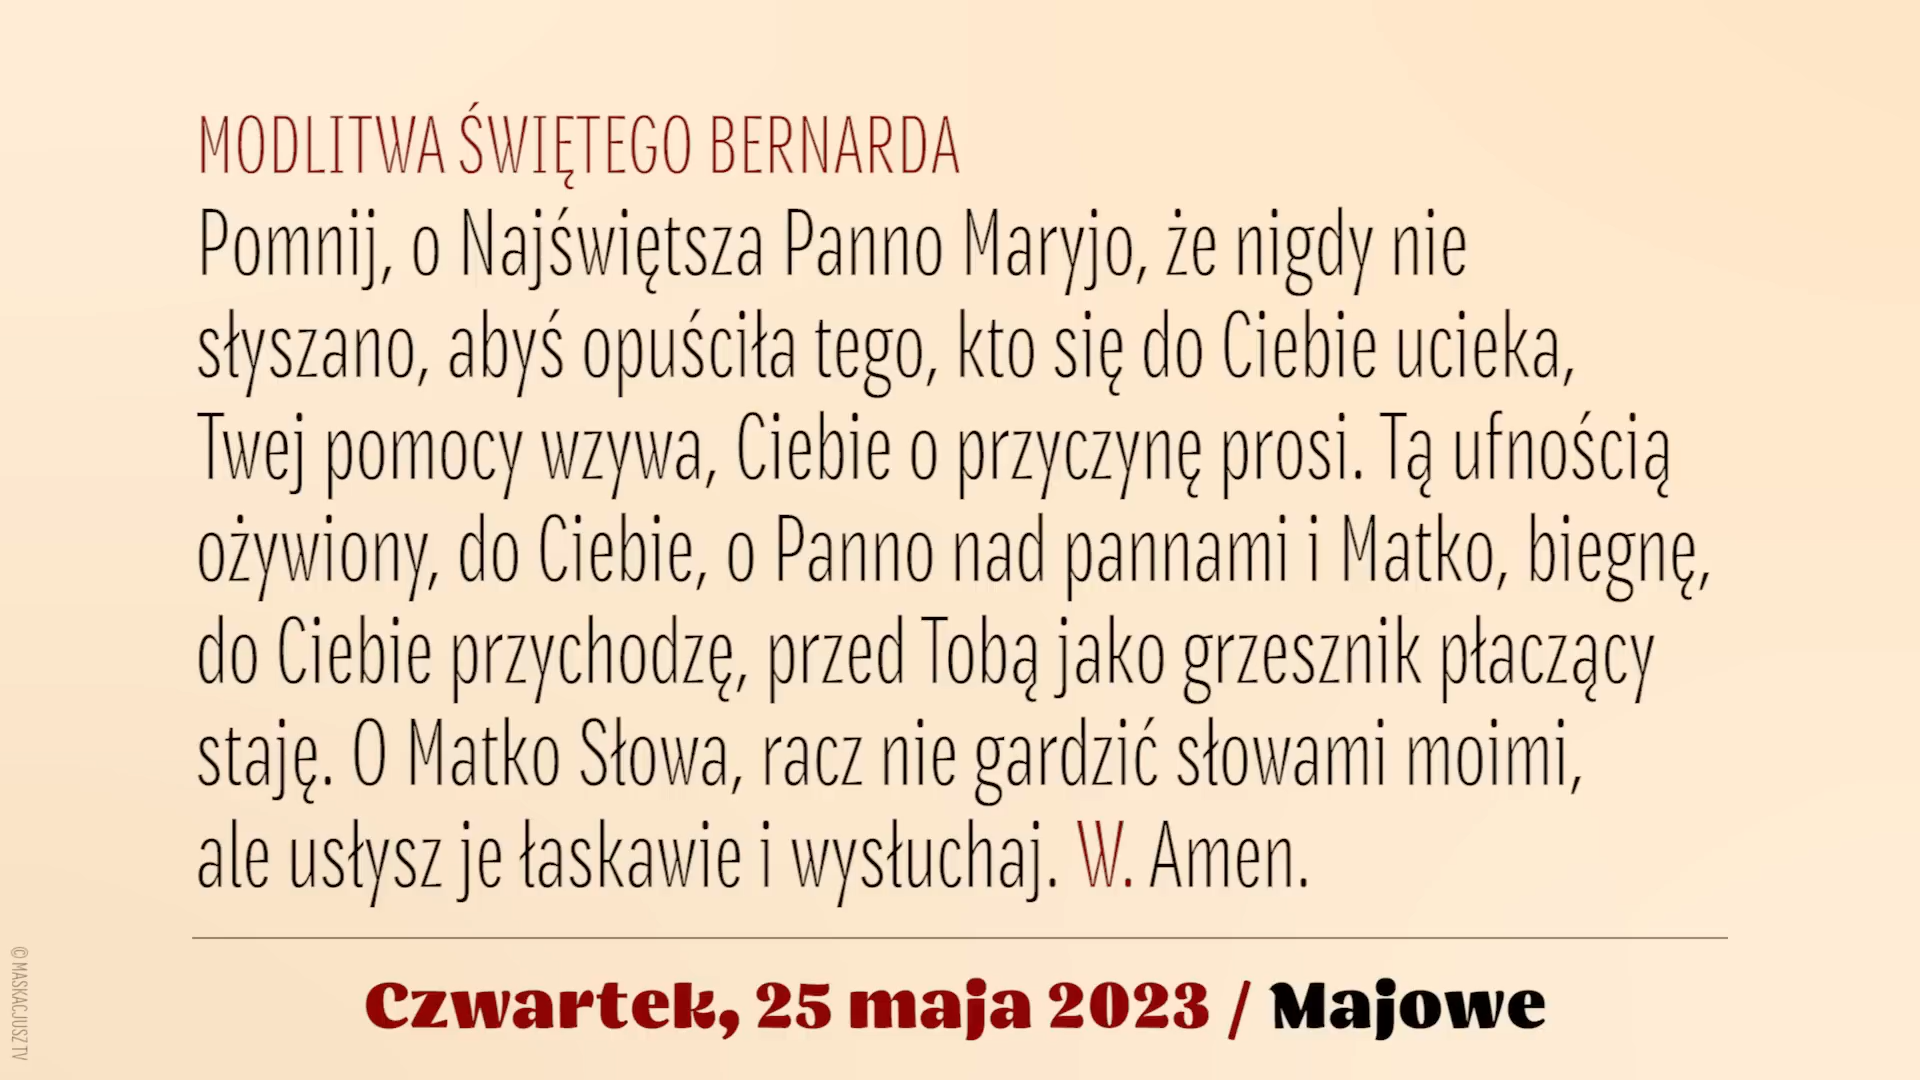 MODLITWA ŚWIĘTEGO BERNARDA
Pomnij, o Najświętsza Panno Maryjo, że nigdy nie
słyszano, abyś opuściła tego, kto się do Ciebie ucieka,
Twej pomocy wzywa, Ciebie o przyczynę prosi. Tą ufnością
ożywiony, do Ciebie, o Panno nad pannami i Matko, biegnę,
do Ciebie przychodzę, przed Tobą jako grzesznik płaczący
staję. O Matko Słowa, racz nie gardzić słowami moimi,
ale usłysz je łaskawie i wysłuchaj. W. Amen.
Czwartek, 25 maja 2023 / Majowe
© MASKACJUSZ TV